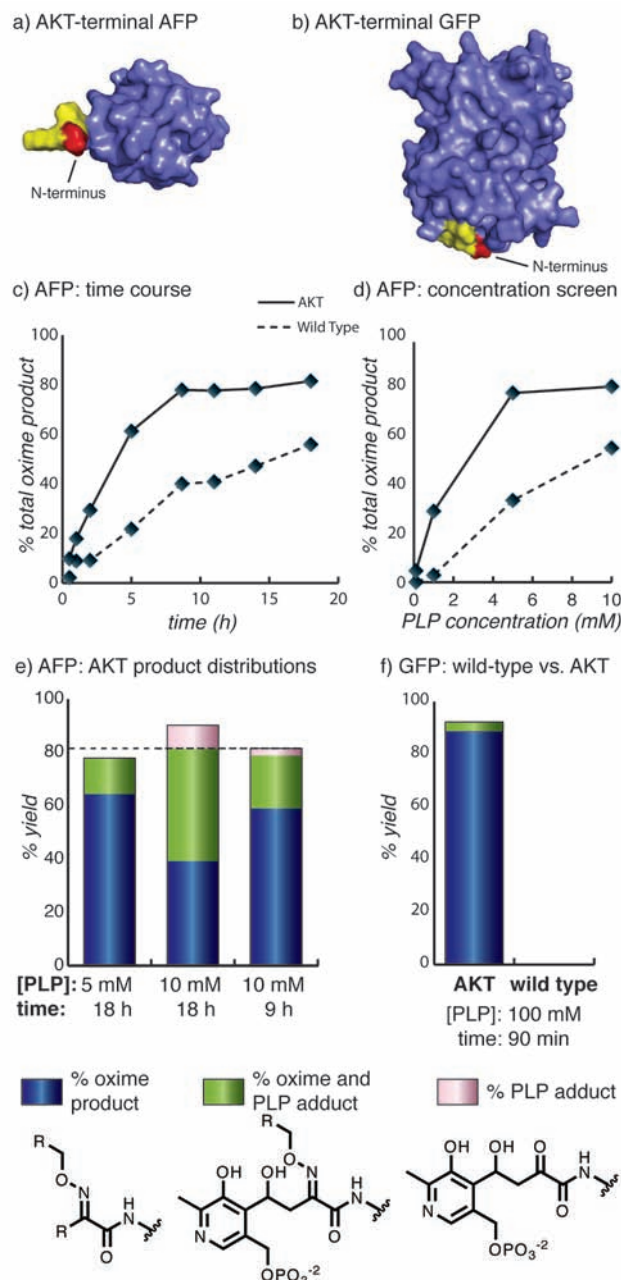 a) AKT-terminal AFP
b) AKT-terminal GFP
N-terminus
N-terminus
c) AFP: time course
AKT
Wild Type
d) AFP: concentration screen
% total oxime product
100
80
60
40
20
0
0
5
10
15
20
time (h)
% total oxime product
100
80
60
40
20
0
0
2
4
6
8
10
PLP concentration (mM)
e) AFP: AKT product distributions
f) GFP: wild-type vs. AKT
% yield
100
80
60
40
20
0
[PLP]: 5 mM 10 mM 10 mM
time: 18 h 18 h 9 h
% yield
100
80
60
40
20
0
AKT wild type
[PLP]: 100 mM
time: 90 min
% oxime
product
% oxime and
PLP adduct
% PLP adduct
R
O
N
R
H
N
O
R
OH
OH
O
N
H
N
N
O
OPO₃⁻²
OH
OH
O
H
N
N
O
OPO₃⁻²